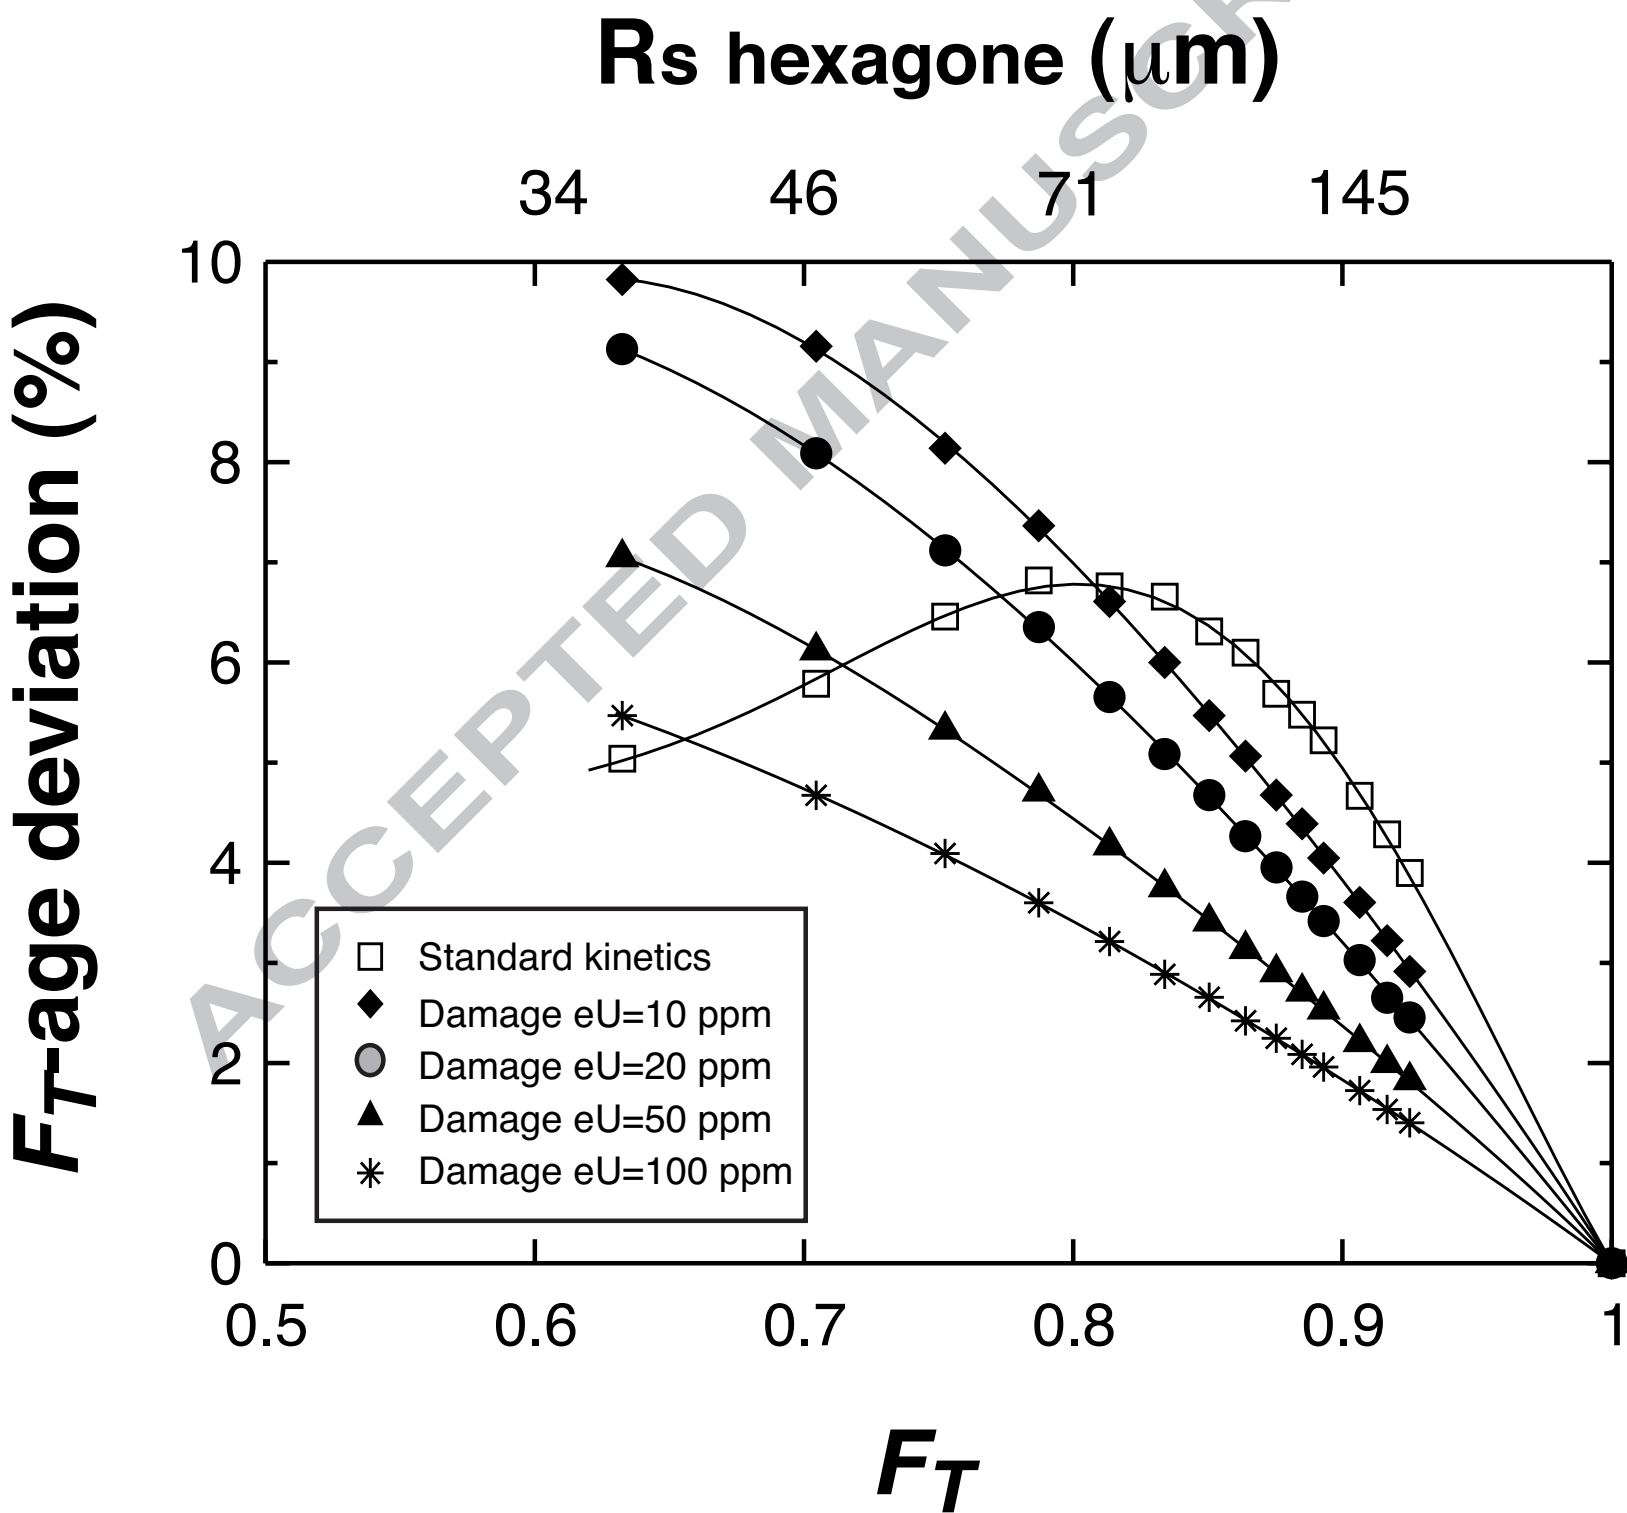 Rs hexagone (μm)
34 46 71 145
10
8
6
4
2
0
FT-age deviation (%)
ACCEPTED MANUSCR
Standard kinetics
Damage eU=10 ppm
Damage eU=20 ppm
Damage eU=50 ppm
Damage eU=100 ppm
0.5 0.6 0.7 0.8 0.9 1
FT